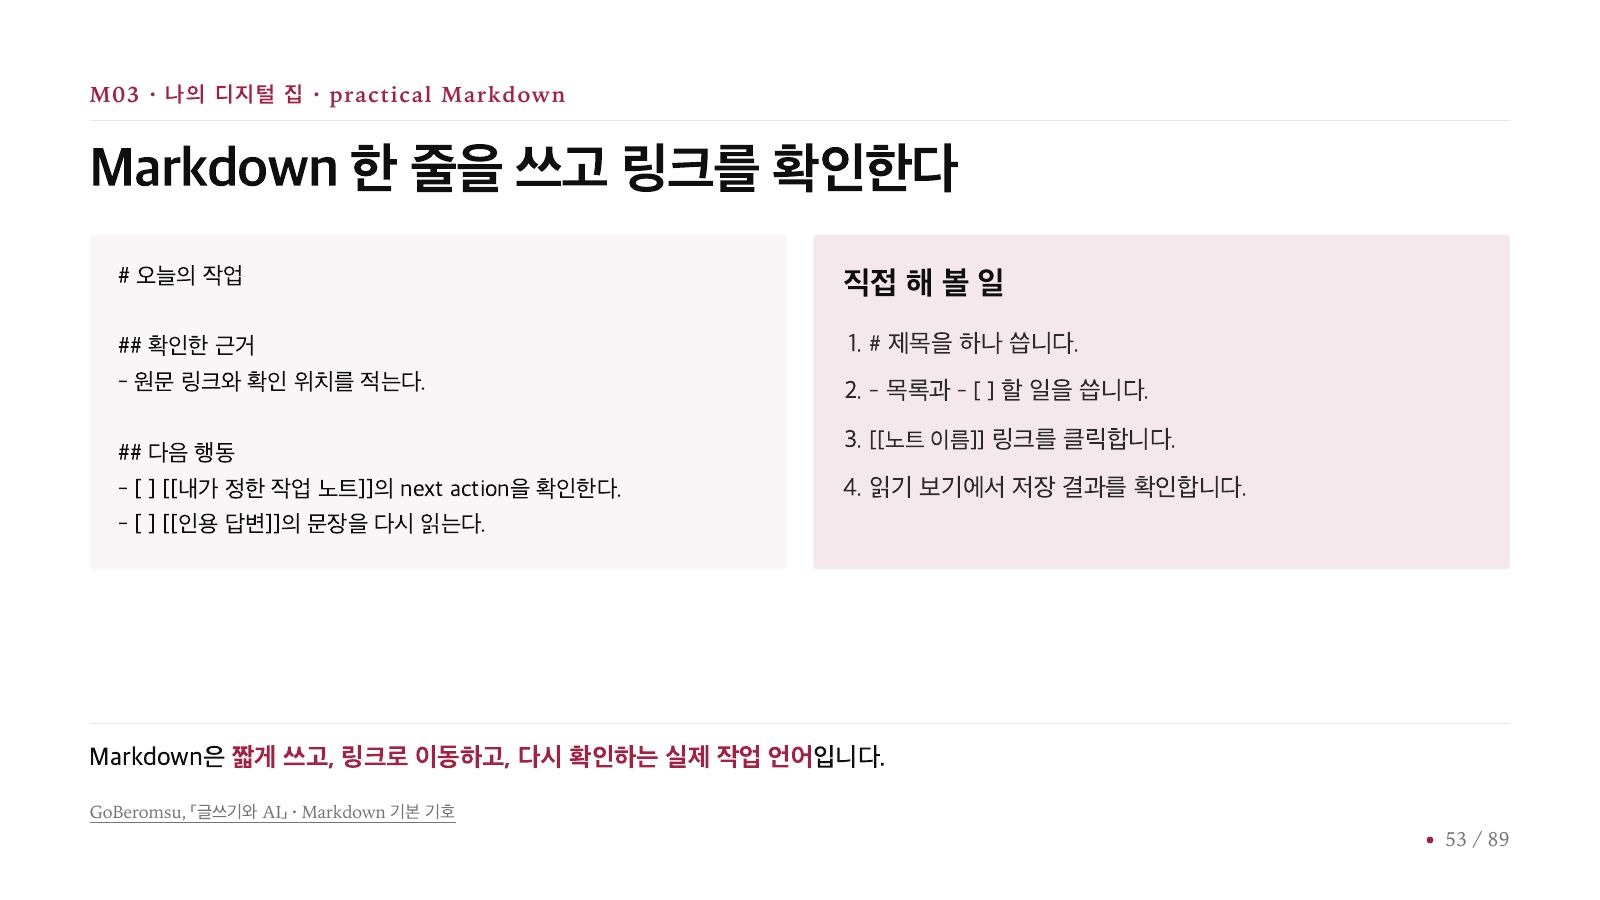 M03 · 나의 디지털 집 · practical Markdown
Markdown 한 줄을 쓰고 링크를 확인한다
# 오늘의 작업
## 확인한 근거
- 원문 링크와 확인 위치를 적는다.
## 다음 행동
- [ ] [[내가 정한 작업 노트]]의 next action을 확인한다.
- [ ] [[인용 답변]]의 문장을 다시 읽는다.
직접 해 볼 일
1. # 제목을 하나 씁니다.
2. - 목록과 - [ ] 할 일을 씁니다.
3. [[노트 이름]] 링크를 클릭합니다.
4. 읽기 보기에서 저장 결과를 확인합니다.
Markdown은 짧게 쓰고, 링크로 이동하고, 다시 확인하는 실제 작업 언어입니다.
GoBeromsu, 「글쓰기와 AI」 · Markdown 기본 기호
• 53 / 89